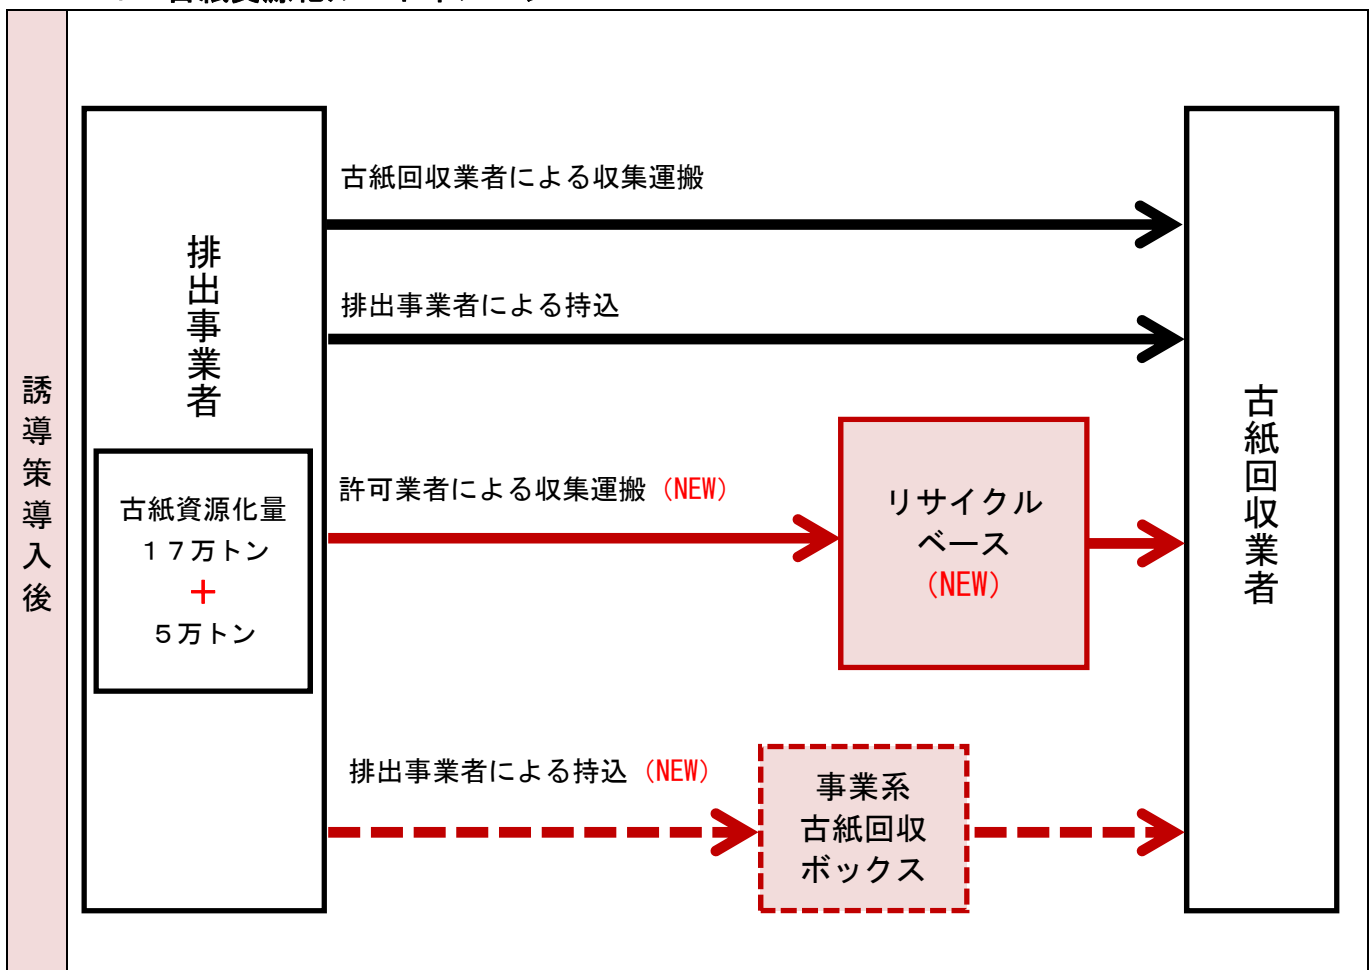 誘導策導入後
排出事業者
古紙資源化量
１７万トン
＋
５万トン
古紙回収業者による収集運搬
排出事業者による持込
許可業者による収集運搬（NEW）
リサイクル
ベース
（NEW）
排出事業者による持込（NEW）
事業系
古紙回収
ボックス
古紙回収業者